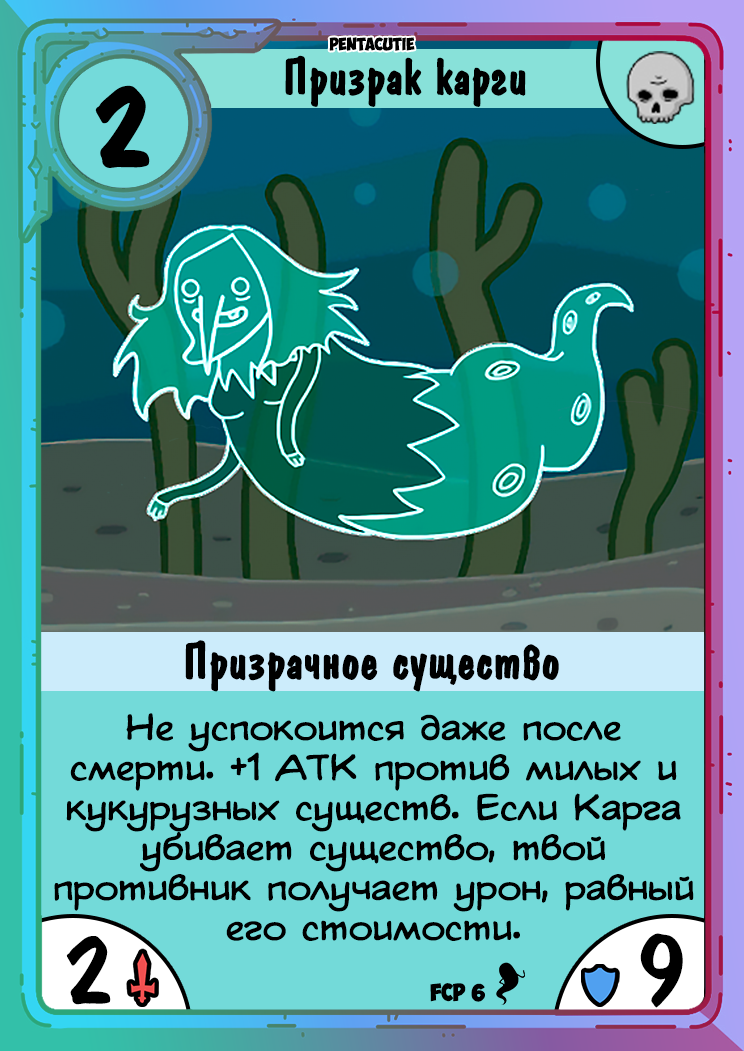 PENTACUTIE
2
Призрак карги
Призрачное существо
Не успокоится даже после
смерти. +1 АТК против милых и
кукурузных существ. Если Карга
убивает существо, твой
противник получает урон, равный
его стоимости.
2
FCP 6
9